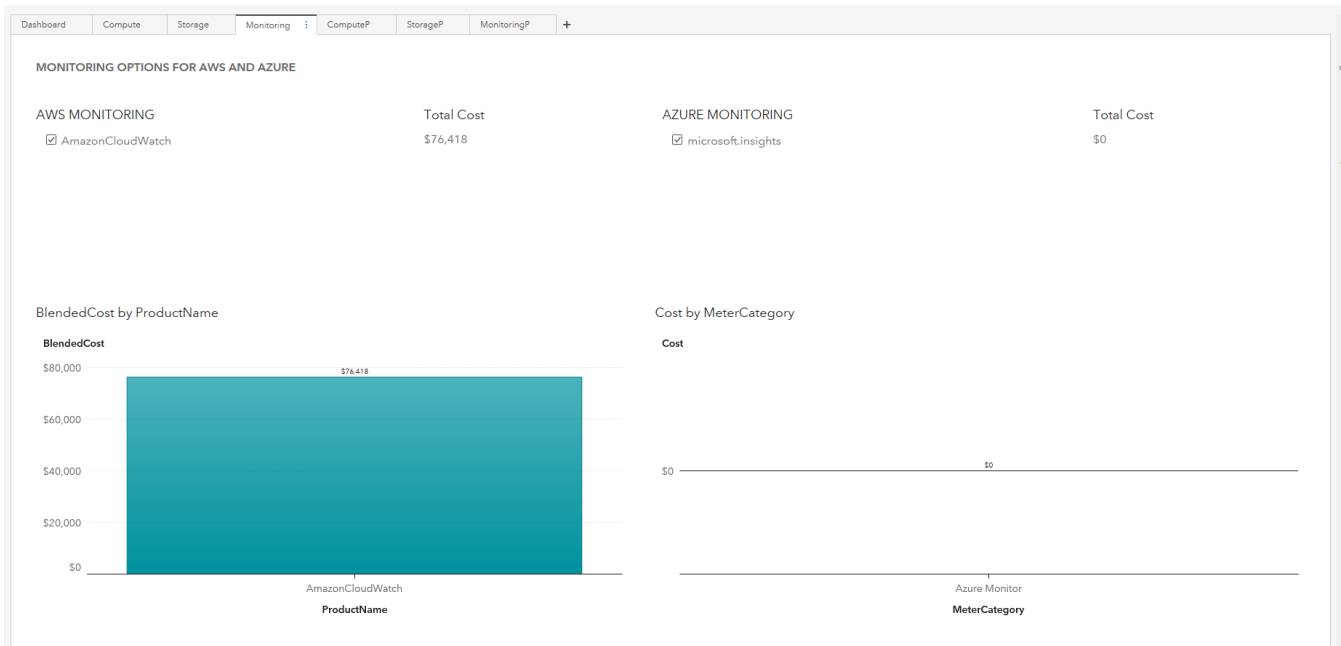 Dashboard Compute Storage Monitoring ComputeP StorageP MonitoringP +
MONITORING OPTIONS FOR AWS AND AZURE
AWS MONITORING Total Cost
AmazonCloudWatch $76,418
AZURE MONITORING Total Cost
microsoft.insights $0
BlendedCost by ProductName
BlendedCost
$80,000
$76,418
$60,000
$40,000
$20,000
$0
AmazonCloudWatch
ProductName
Cost by MeterCategory
Cost
$0
$0
Azure Monitor
MeterCategory